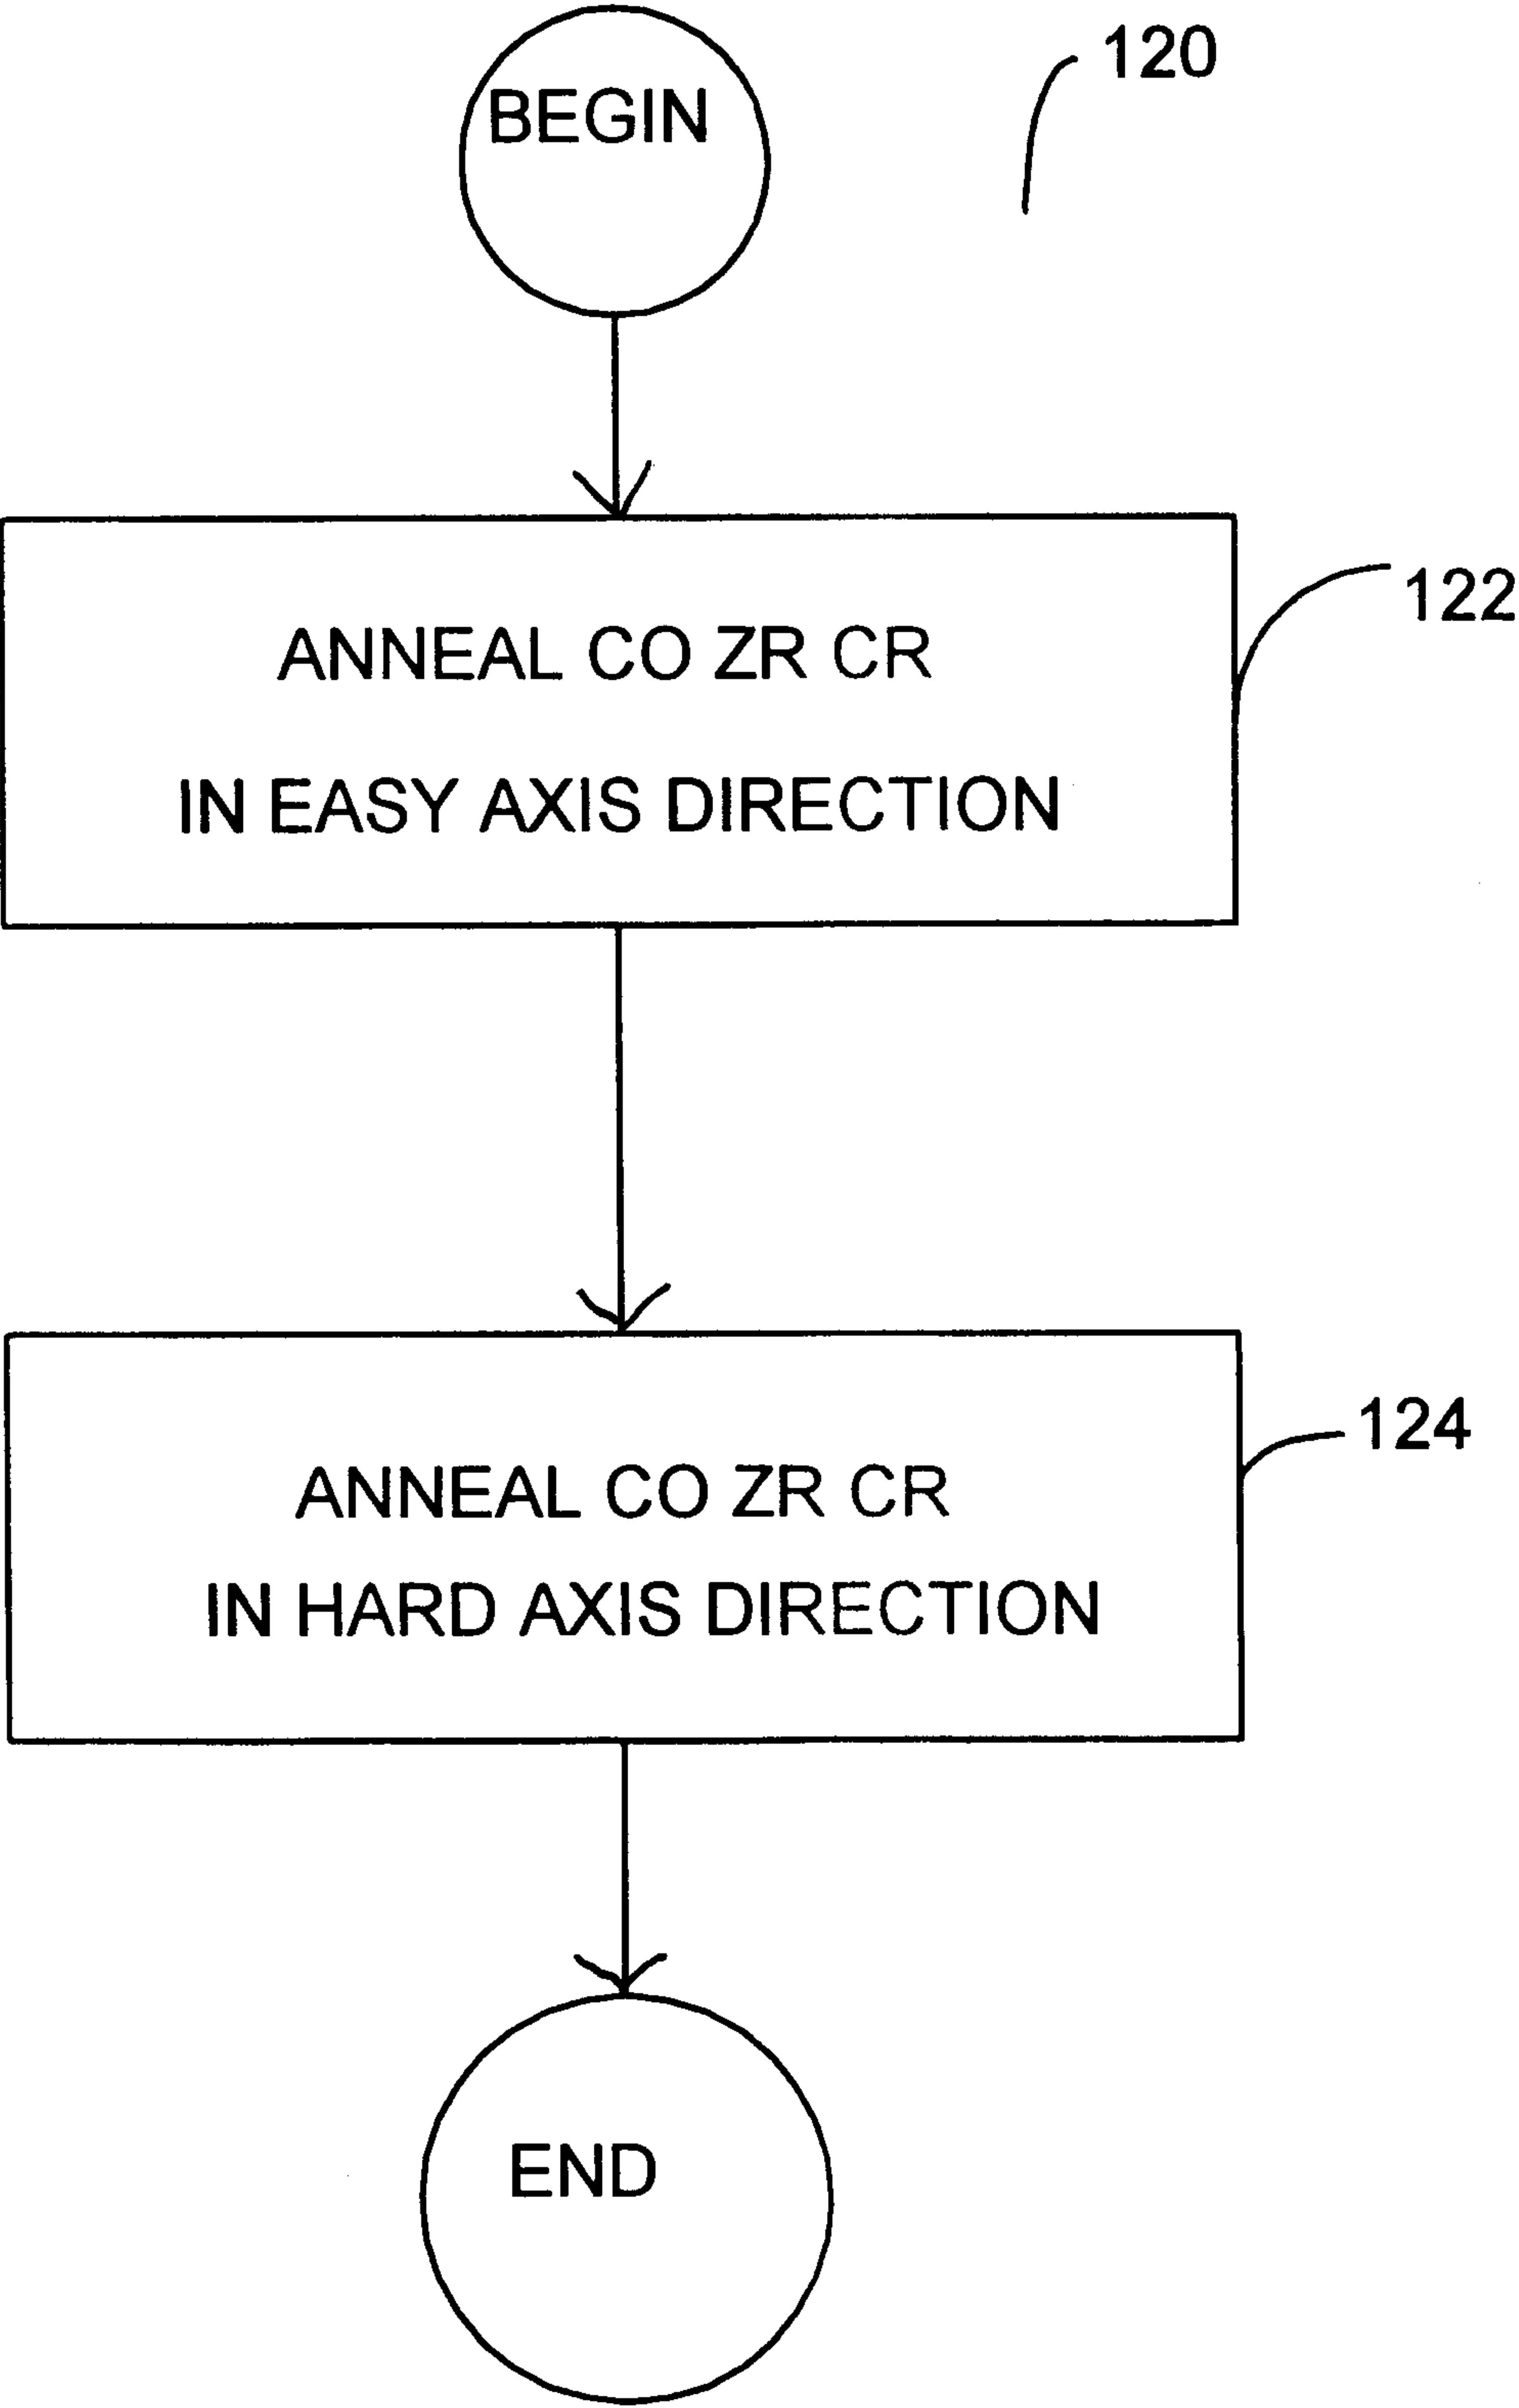 BEGIN
120
ANNEAL CO ZR CR
IN EASY AXIS DIRECTION
122
ANNEAL CO ZR CR
IN HARD AXIS DIRECTION
124
END